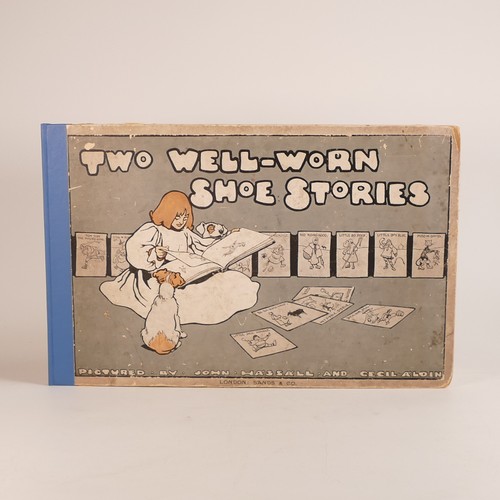 TWO WELL-WORN
SHOE STORIES
PICTURED BY JOHN HASSALL AND CECIL ALDIN
LONDON, SANDS & CO.